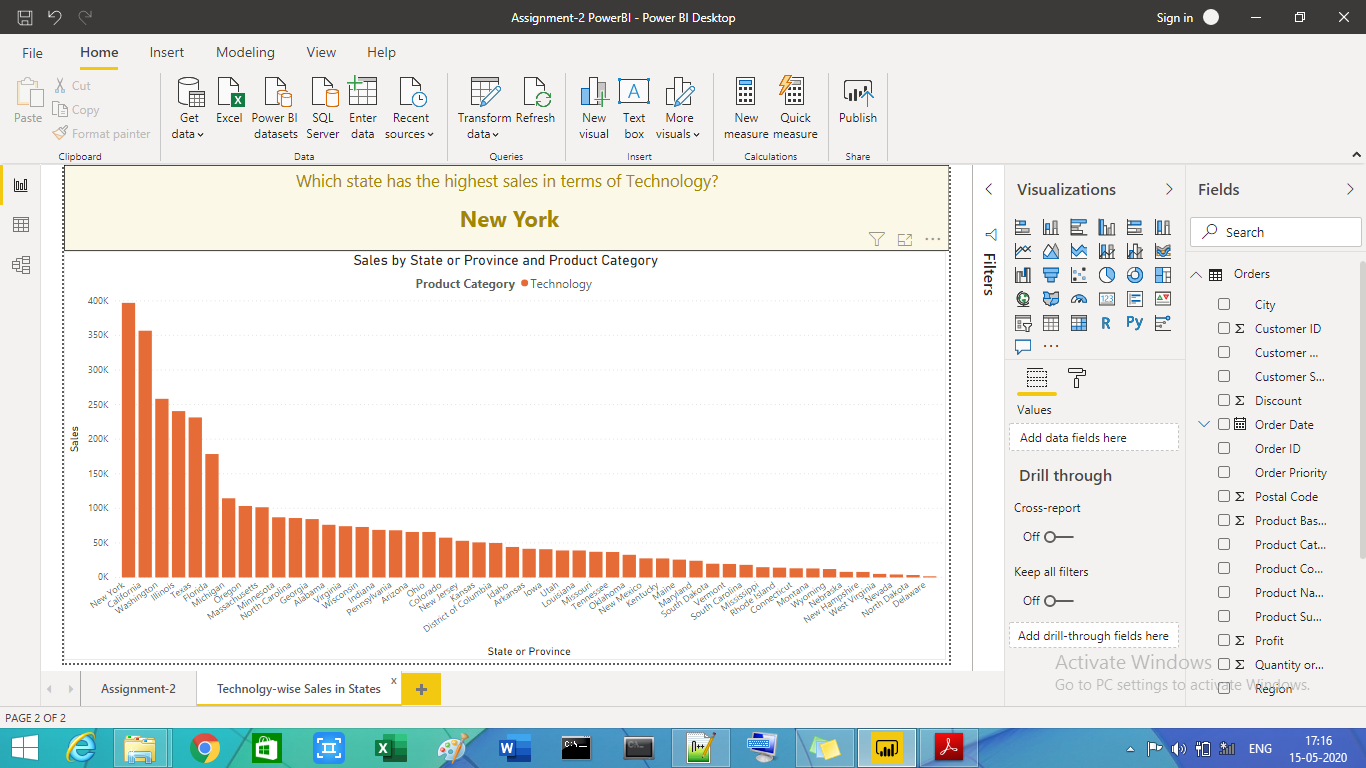 Assignment-2 PowerBI - Power BI Desktop
Sign in
File Home Insert Modeling View Help
Paste
Cut
Copy
Format painter
Clipboard
Get data
Excel
Power BI datasets
SQL Server
Enter data
Recent sources
Data
Transform data
Refresh
Queries
New visual
Text box
More visuals
Insert
New measure
Quick measure
Calculations
Publish
Share
Which state has the highest sales in terms of Technology?
New York
Sales by State or Province and Product Category
Product Category Technology
400K
350K
300K
250K
200K
150K
100K
50K
0K
Sales
New York
California
Washington
Illinois
Texas
Florida
Michigan
Oregon
Massachusetts
Minnesota
North Carolina
Georgia
Alabama
Virginia
Wisconsin
Indiana
Pennsylvania
Arizona
Ohio
Colorado
New Jersey
Kansas
District of Columbia
Idaho
Arkansas
Iowa
Utah
Louisiana
Missouri
Tennessee
Oklahoma
New Mexico
Kentucky
Maine
Maryland
South Dakota
Vermont
South Carolina
Mississippi
Rhode Island
Connecticut
Montana
Wyoming
Nebraska
New Hampshire
West Virginia
Nevada
North Dakota
Delaware
State or Province
Filters
Visualizations
123
R
Py
Values
Add data fields here
Drill through
Cross-report
Off
Keep all filters
Off
Add drill-through fields here
Fields
Search
Orders
City
Σ Customer ID
Customer ...
Customer S...
Σ Discount
Order Date
Order ID
Order Priority
Σ Postal Code
Σ Product Bas...
Product Cat...
Product Co...
Product Na...
Product Su...
Σ Profit
Σ Quantity or...
Region
Activate Windows
Go to PC settings to activate Windows.
Assignment-2
Technolgy-wise Sales in States x
+
PAGE 2 OF 2
ENG
17:16
15-05-2020